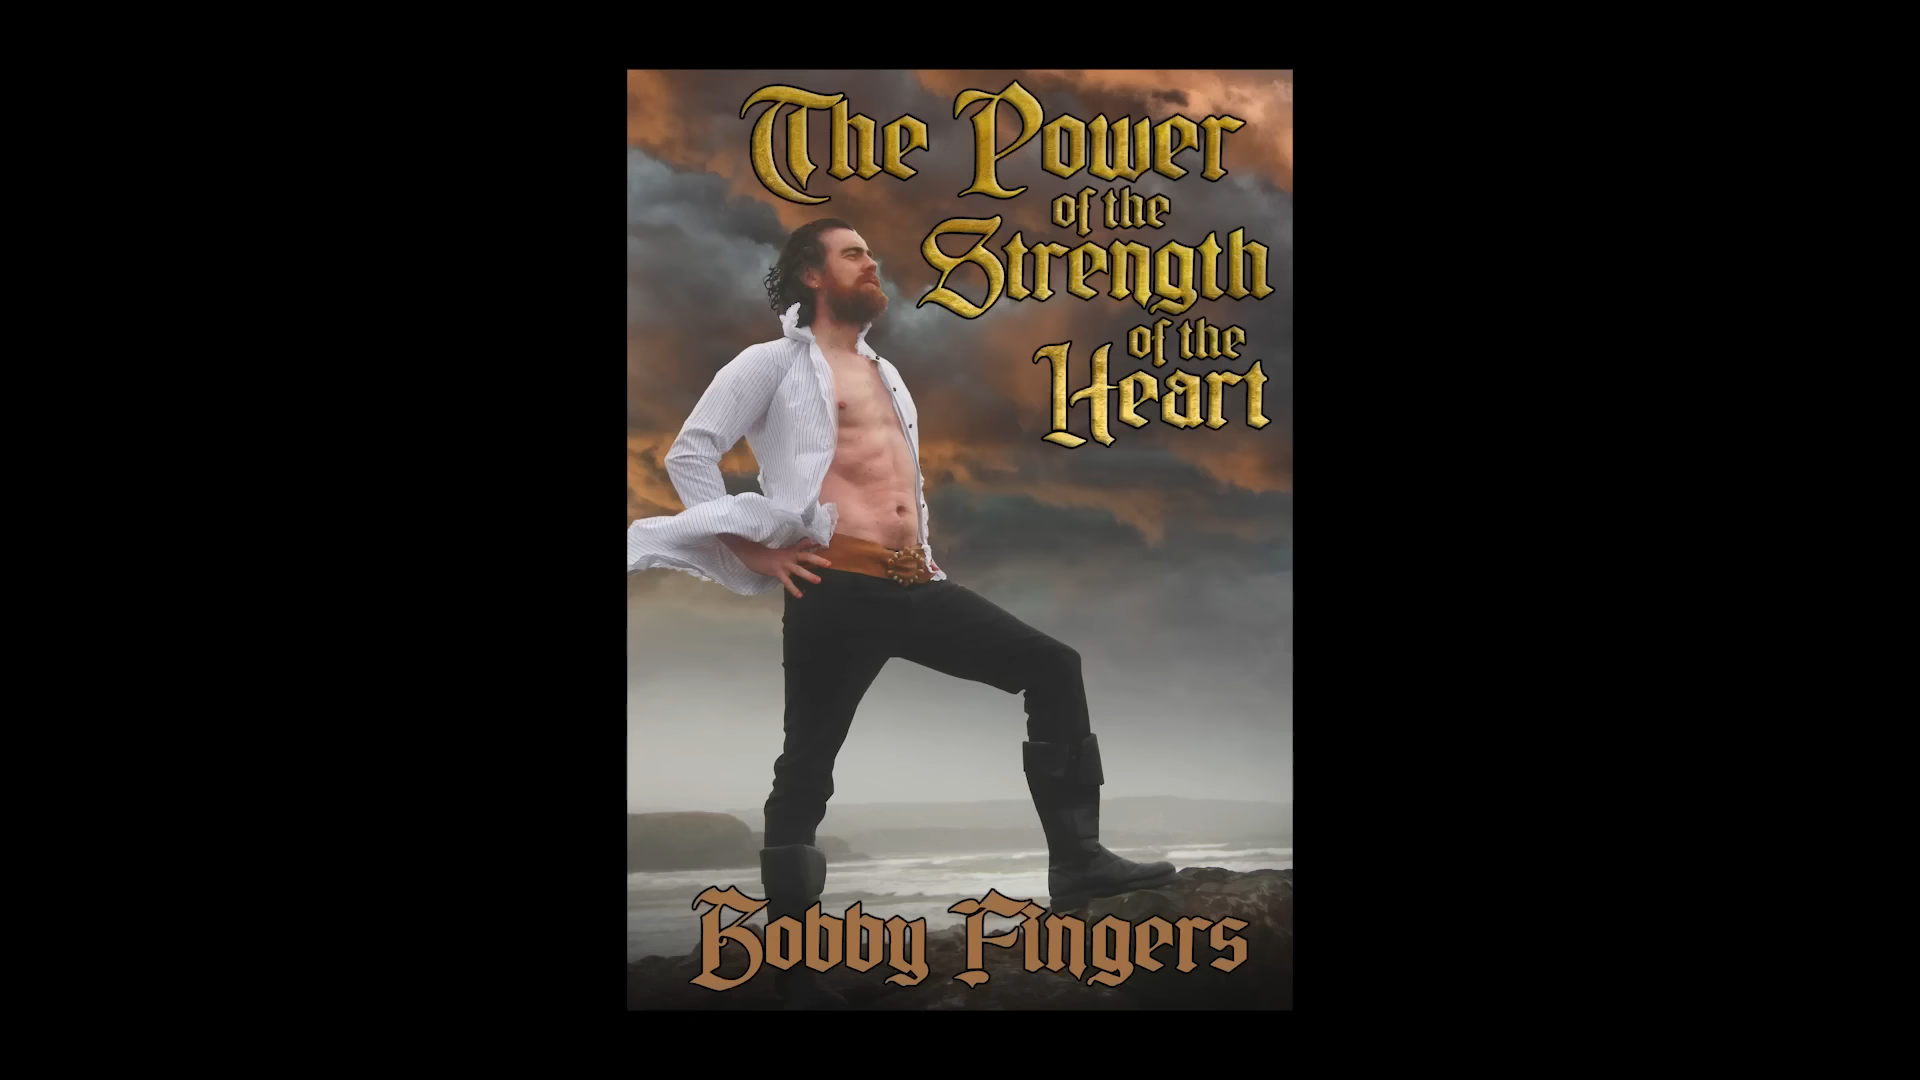 The Power
of the
Strength
of the
Heart
Bobby Fingers